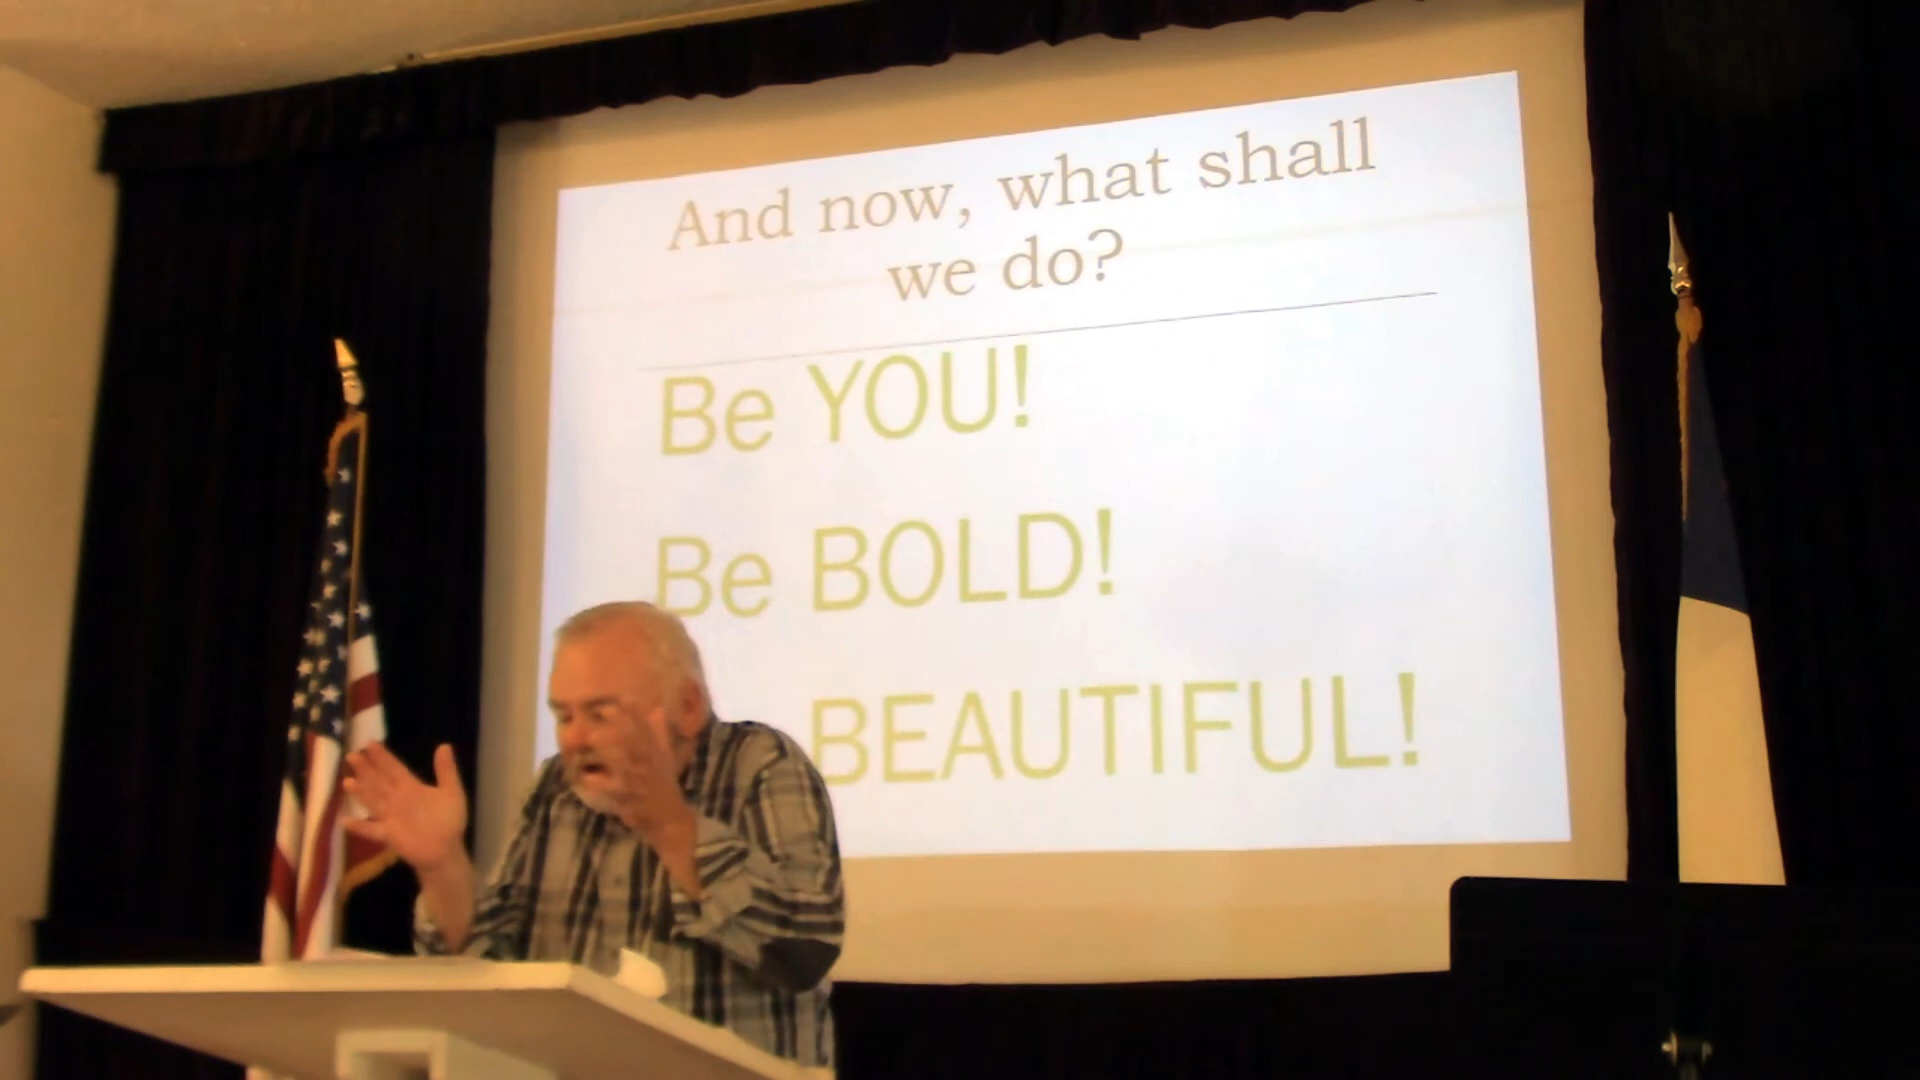 And now, what shall
we do?
Be YOU!
Be BOLD!
BEAUTIFUL!